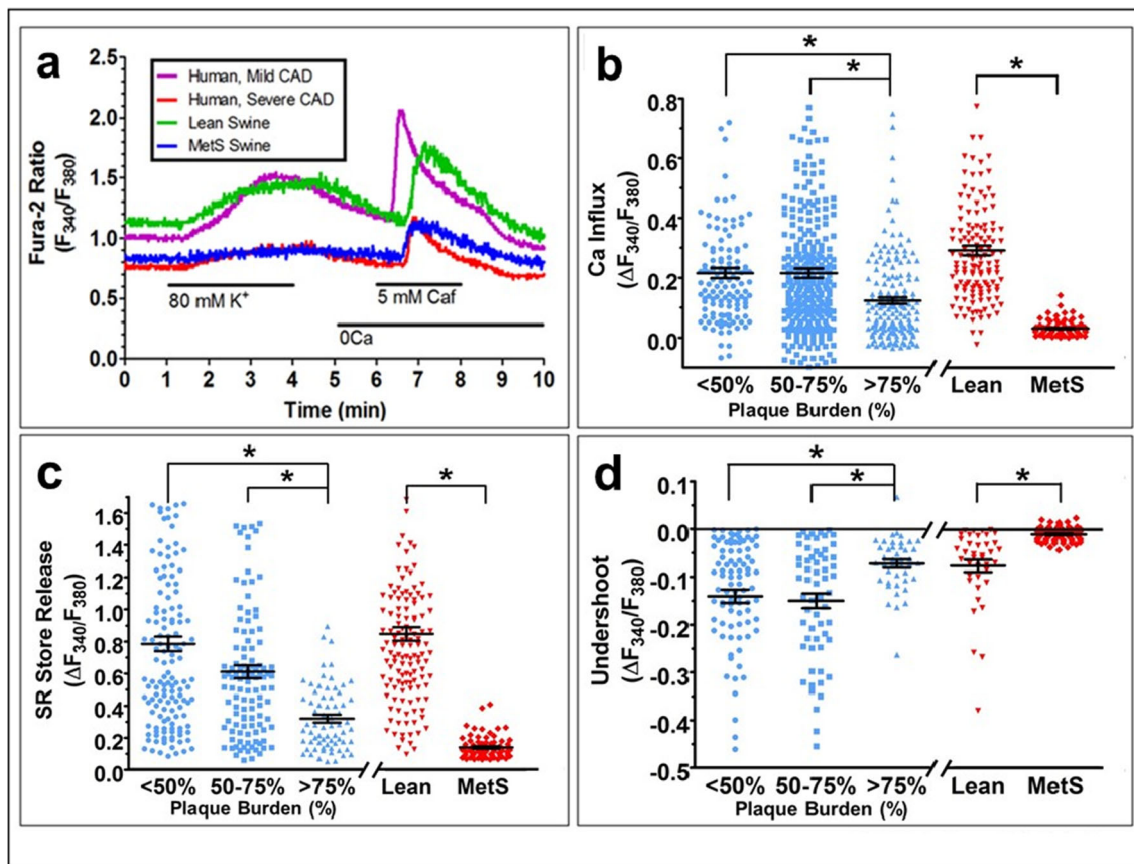 a
2.5
2.0
1.5
1.0
0.5
0.0
Fura-2 Ratio
(F340/F380)
Human, Mild CAD
Human, Severe CAD
Lean Swine
MetS Swine
80 mM K+
5 mM Caf
0Ca
0 1 2 3 4 5 6 7 8 9 10
Time (min)
b
*
*
*
0.8
0.6
0.4
0.2
0.0
Ca Influx
(ΔF340/F380)
<50% 50-75% >75% Lean MetS
Plaque Burden (%)
c
*
*
*
1.6
1.4
1.2
1.0
0.8
0.6
0.4
0.2
0.0
SR Store Release
(ΔF340/F380)
<50% 50-75% >75% Lean MetS
Plaque Burden (%)
d
*
*
*
0.1
0.0
-0.1
-0.2
-0.3
-0.4
-0.5
Undershoot
(ΔF340/F380)
<50% 50-75% >75% Lean MetS
Plaque Burden (%)